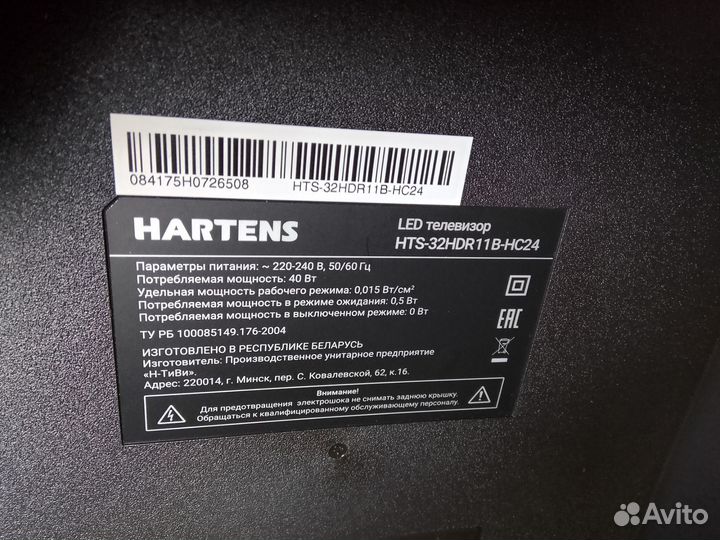 084175H0726508 HTS-32HDR11B-HC24
HARTENS
LED телевизор
HTS-32HDR11B-HC24
Параметры питания: ~ 220-240 В, 50/60 Гц
Потребляемая мощность: 40 Вт
Удельная мощность рабочего режима: 0,015 Вт/см²
Потребляемая мощность в режиме ожидания: 0,5 Вт
Потребляемая мощность в выключенном режиме: 0 Вт
ТУ РБ 100085149.176-2004
ИЗГОТОВЛЕНО В РЕСПУБЛИКЕ БЕЛАРУСЬ
Изготовитель: Производственное унитарное предприятие
«Н-ТиВи».
Адрес: 220014, г. Минск, пер. С. Ковалевской, 62, к.16.
EAC
Внимание!
Для предотвращения электрошока не снимать заднюю крышку.
Обращаться к квалифицированному обслуживающему персоналу.
Avito